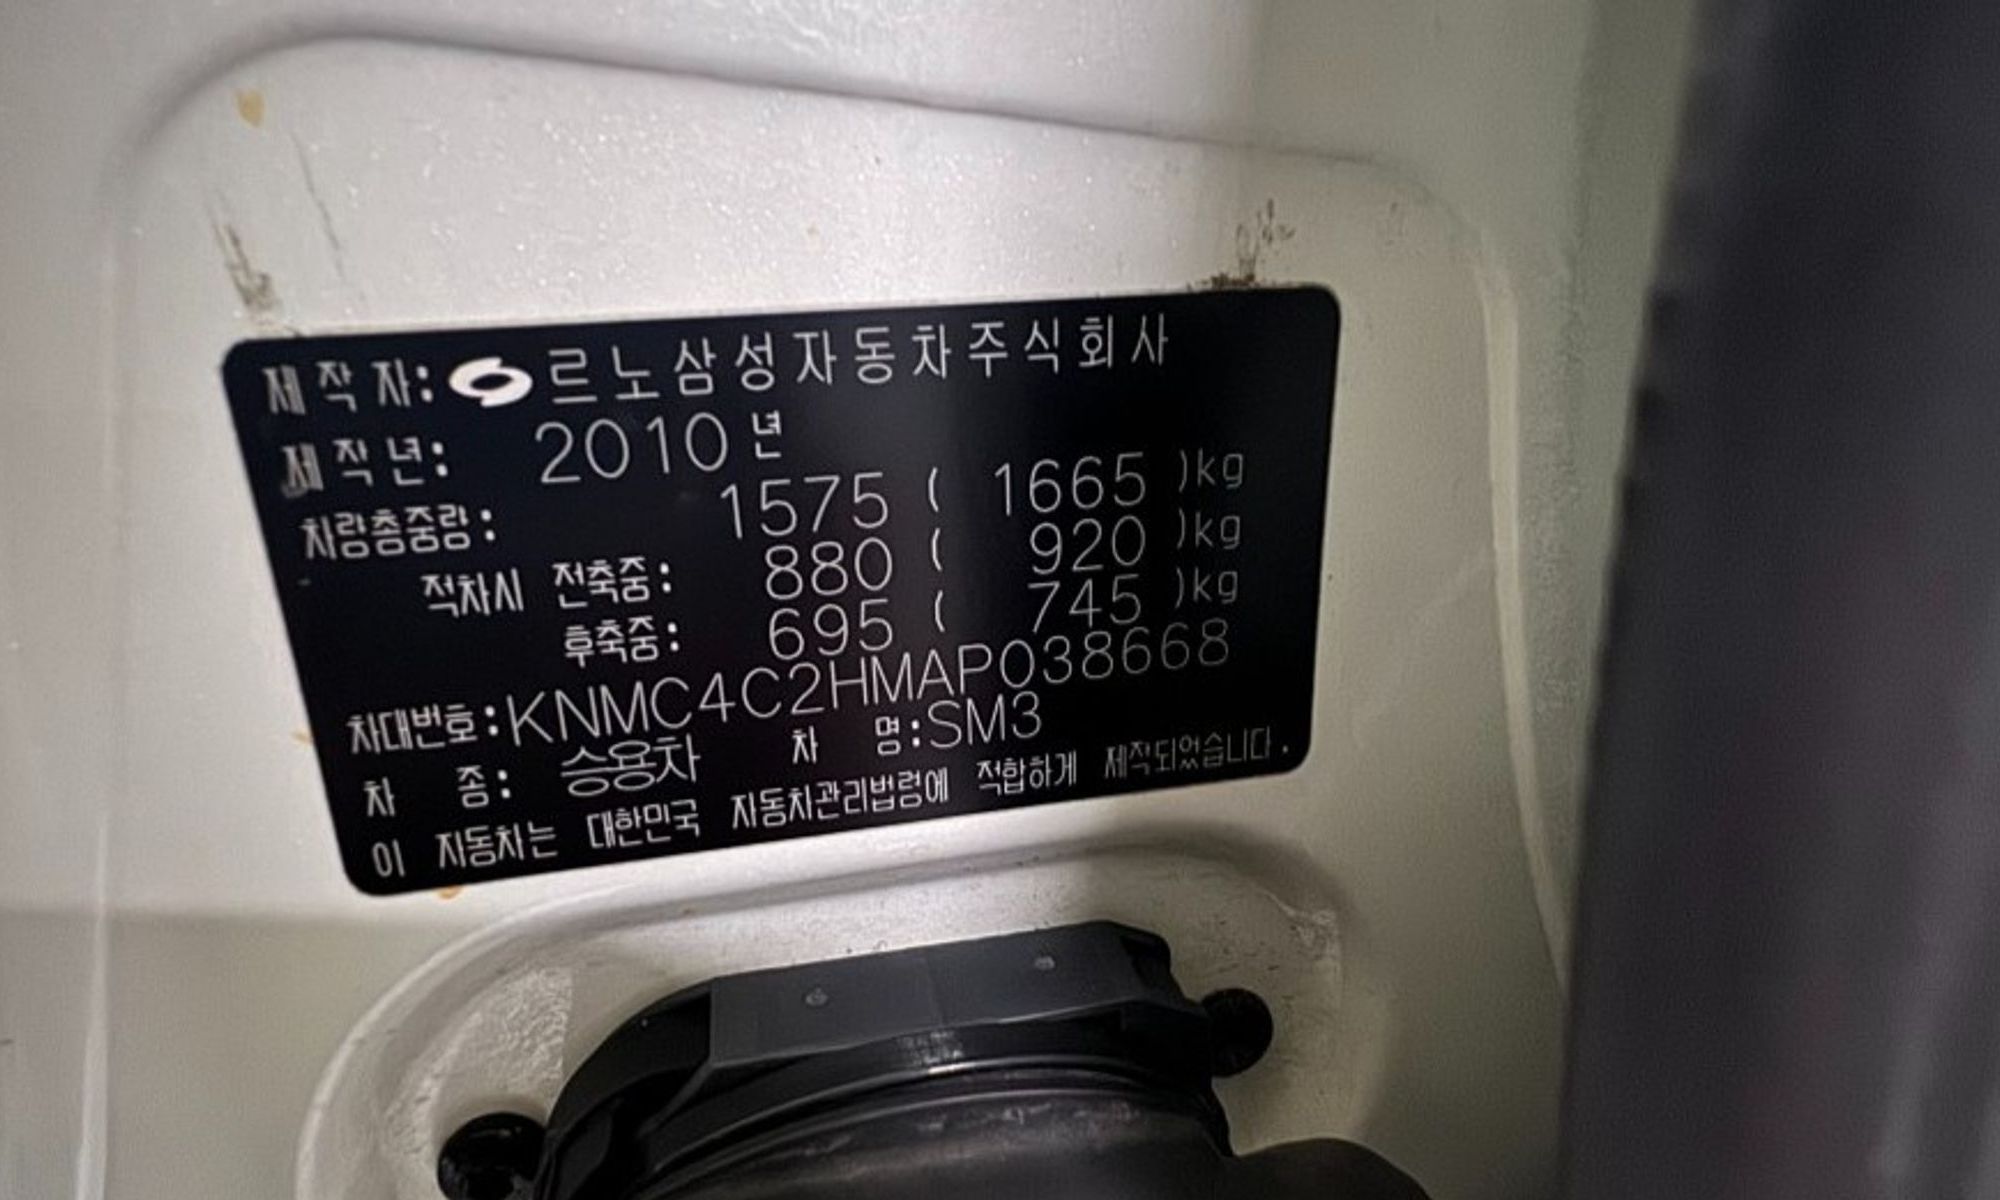 제작자: 르노삼성자동차주식회사
제작년: 2010년
차량총중량: 1575 ( 1665 )kg
적차시 전축중: 880 ( 920 )kg
후축중: 695 ( 745 )kg
차대번호:KNMC4C2HMAP038668
차 종: 승용차 차 명:SM3
이 자동차는 대한민국 자동차관리법령에 적합하게 제작되었습니다.